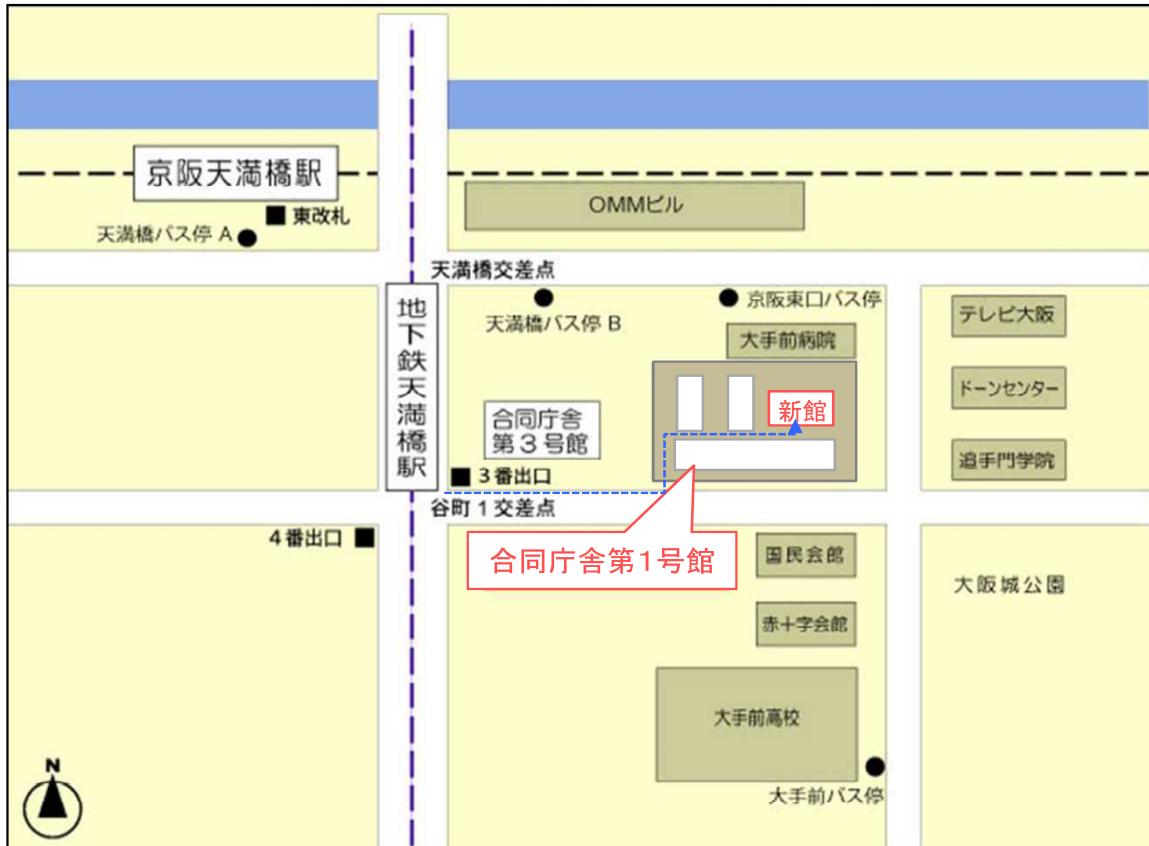 京阪天満橋駅
東改札
天満橋バス停 A
OMMビル
天満橋交差点
地下鉄天満橋駅
天満橋バス停 B
京阪東口バス停
大手前病院
テレビ大阪
ドーンセンター
追手門学院
新館
合同庁舎
第3号館
3番出口
谷町1交差点
4番出口
合同庁舎第1号館
国民会館
赤十字会館
大阪城公園
大手前高校
大手前バス停
N